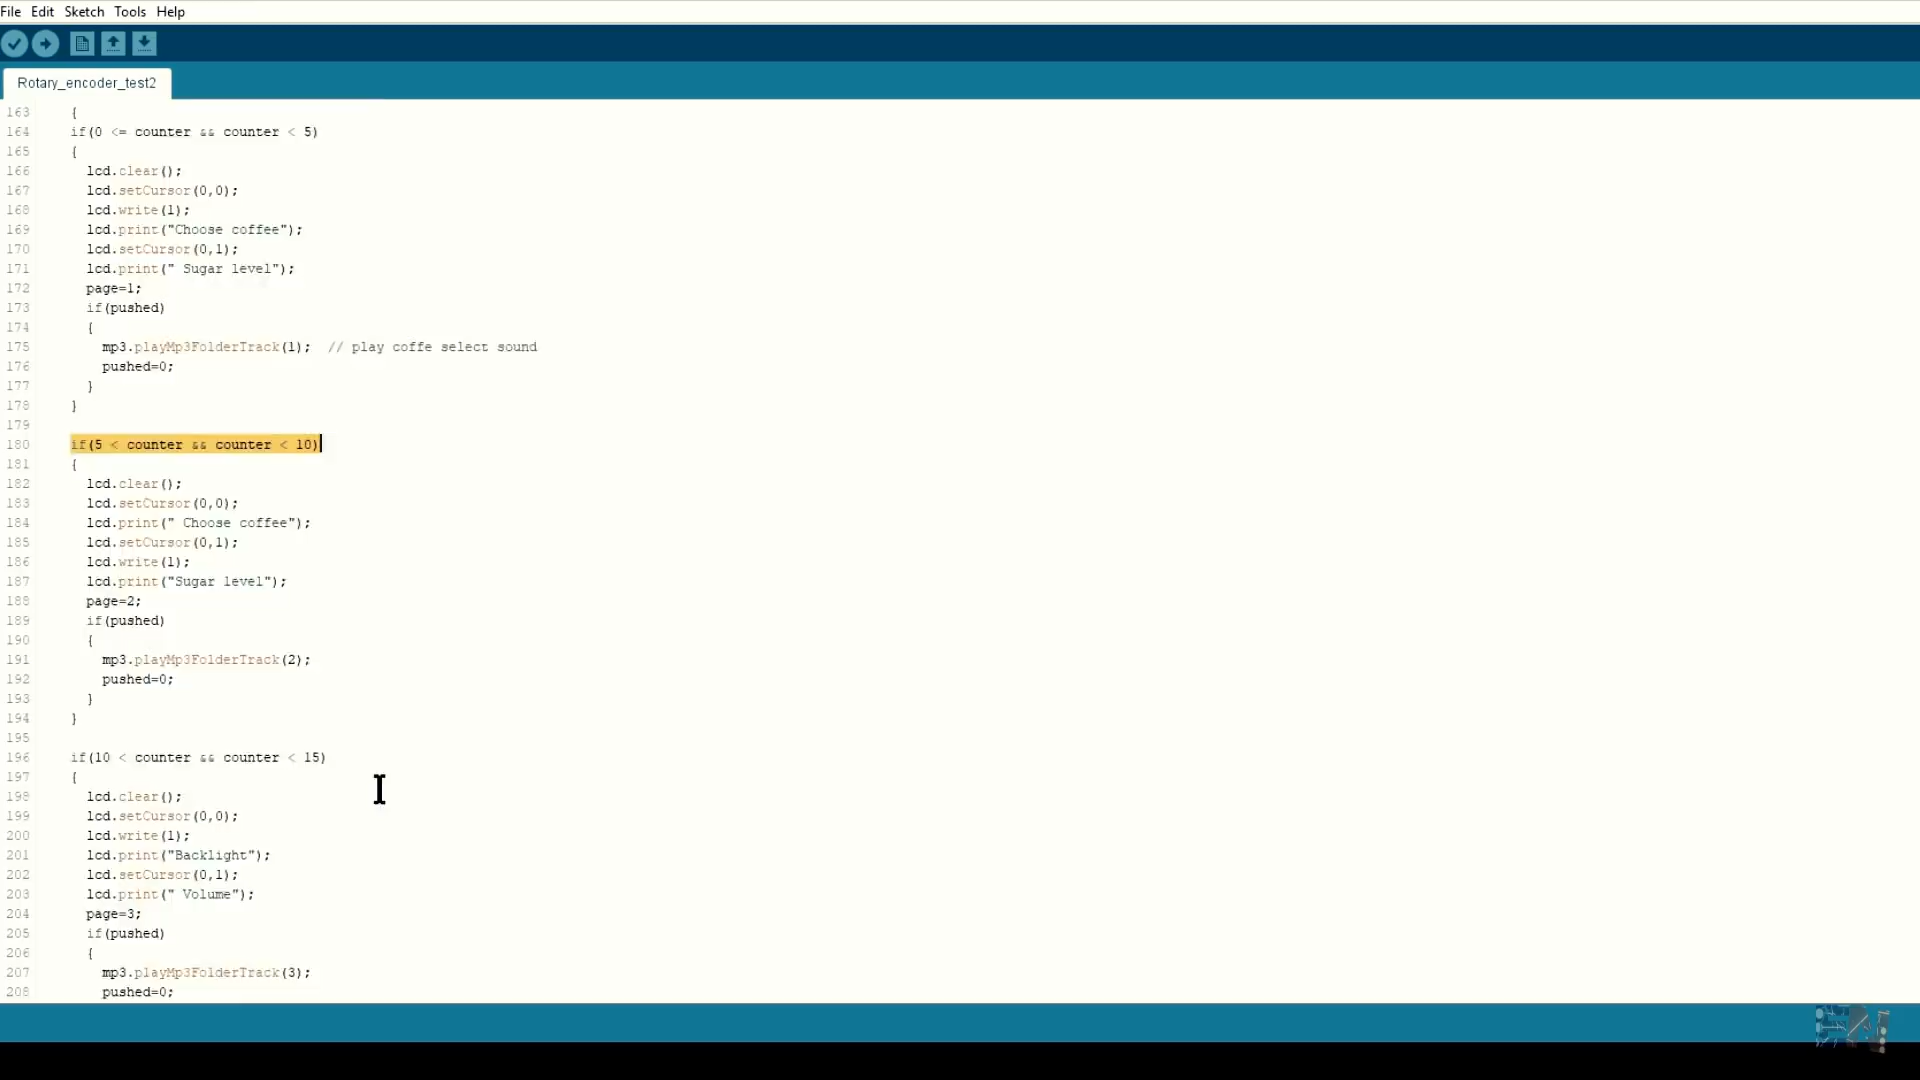 File Edit Sketch Tools Help
Rotary_encoder_test2
163 {
164 if(0 <= counter && counter < 5)
165 {
166 lcd.clear();
167 lcd.setCursor(0,0);
168 lcd.write(1);
169 lcd.print("Choose coffee");
170 lcd.setCursor(0,1);
171 lcd.print(" Sugar level");
172 page=1;
173 if(pushed)
174 {
175 mp3.playMp3FolderTrack(1); // play coffe select sound
176 pushed=0;
177 }
178 }
179
180 if(5 < counter && counter < 10)
181 {
182 lcd.clear();
183 lcd.setCursor(0,0);
184 lcd.print(" Choose coffee");
185 lcd.setCursor(0,1);
186 lcd.write(1);
187 lcd.print("Sugar level");
188 page=2;
189 if(pushed)
190 {
191 mp3.playMp3FolderTrack(2);
192 pushed=0;
193 }
194 }
195
196 if(10 < counter && counter < 15)
197 {
198 lcd.clear();
199 lcd.setCursor(0,0);
200 lcd.write(1);
201 lcd.print("Backlight");
202 lcd.setCursor(0,1);
203 lcd.print(" Volume");
204 page=3;
205 if(pushed)
206 {
207 mp3.playMp3FolderTrack(3);
208 pushed=0;